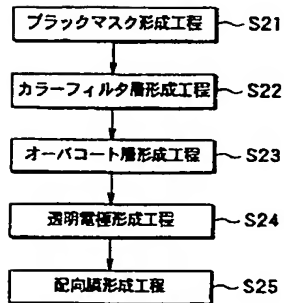 ブラックマスク形成工程 S21
カラーフィルタ層形成工程 S22
オーバコート層形成工程 S23
透明電極形成工程 S24
配向膜形成工程 S25